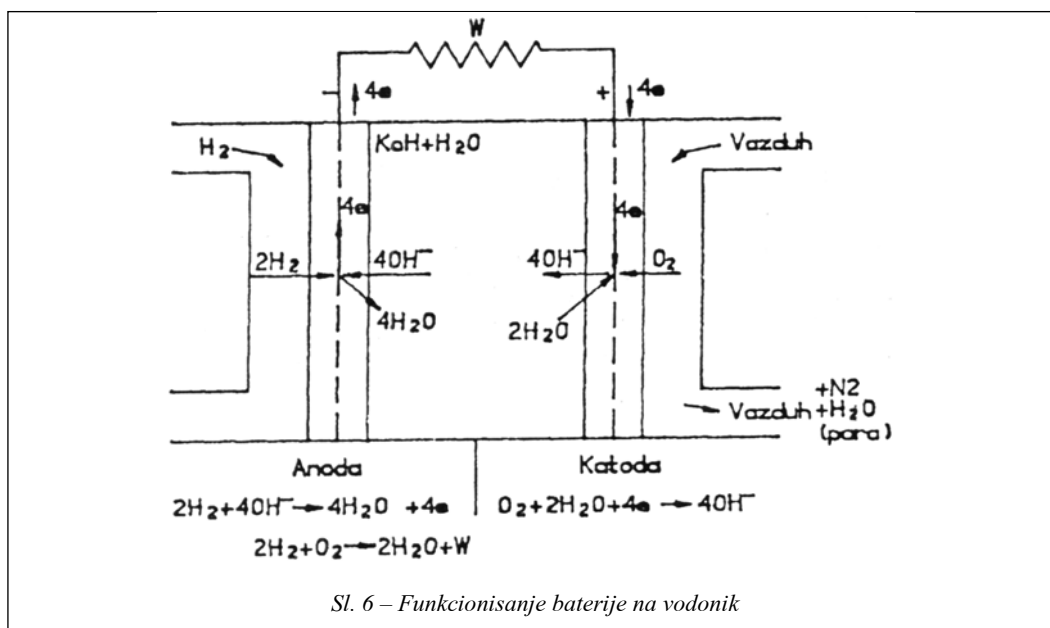 W
− 4e + 4e
H₂ KoH+H₂O Vazduh
4e 4e
2H₂ 4OH⁻ 4OH⁻ O₂
4H₂O 2H₂O
+N2
Vazduh +H₂O
(para)
Anoda Katoda
2H₂+4OH⁻→4H₂O +4e O₂+2H₂O+4e→4OH⁻
2H₂+O₂→2H₂O+W
Sl. 6 – Funkcionisanje baterije na vodonik